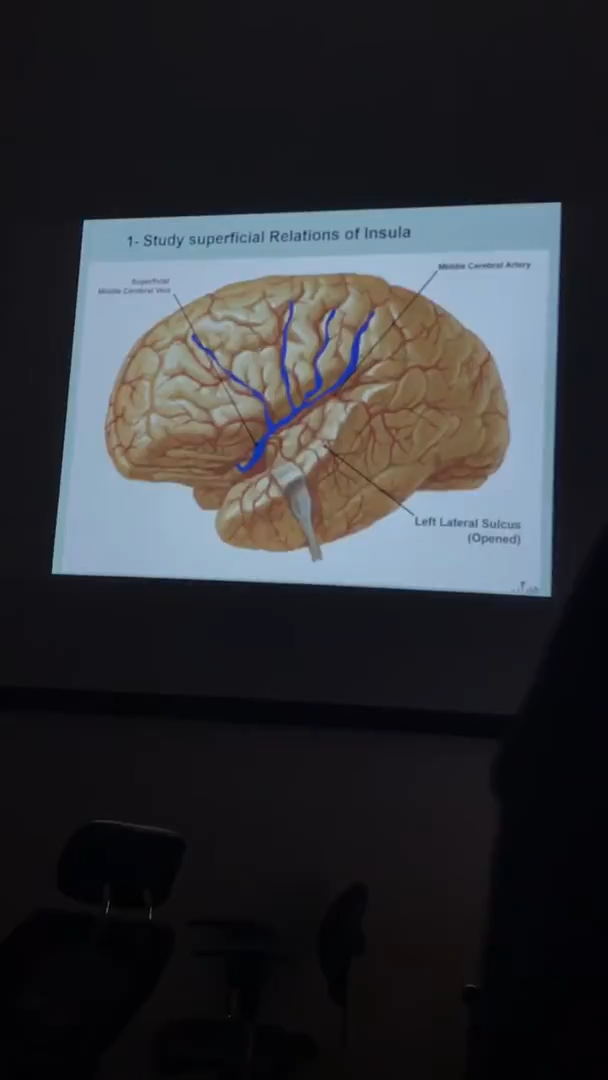 1- Study superficial Relations of Insula
Superficial
Middle Cerebral Vein
Middle Cerebral Artery
Left Lateral Sulcus
(Opened)